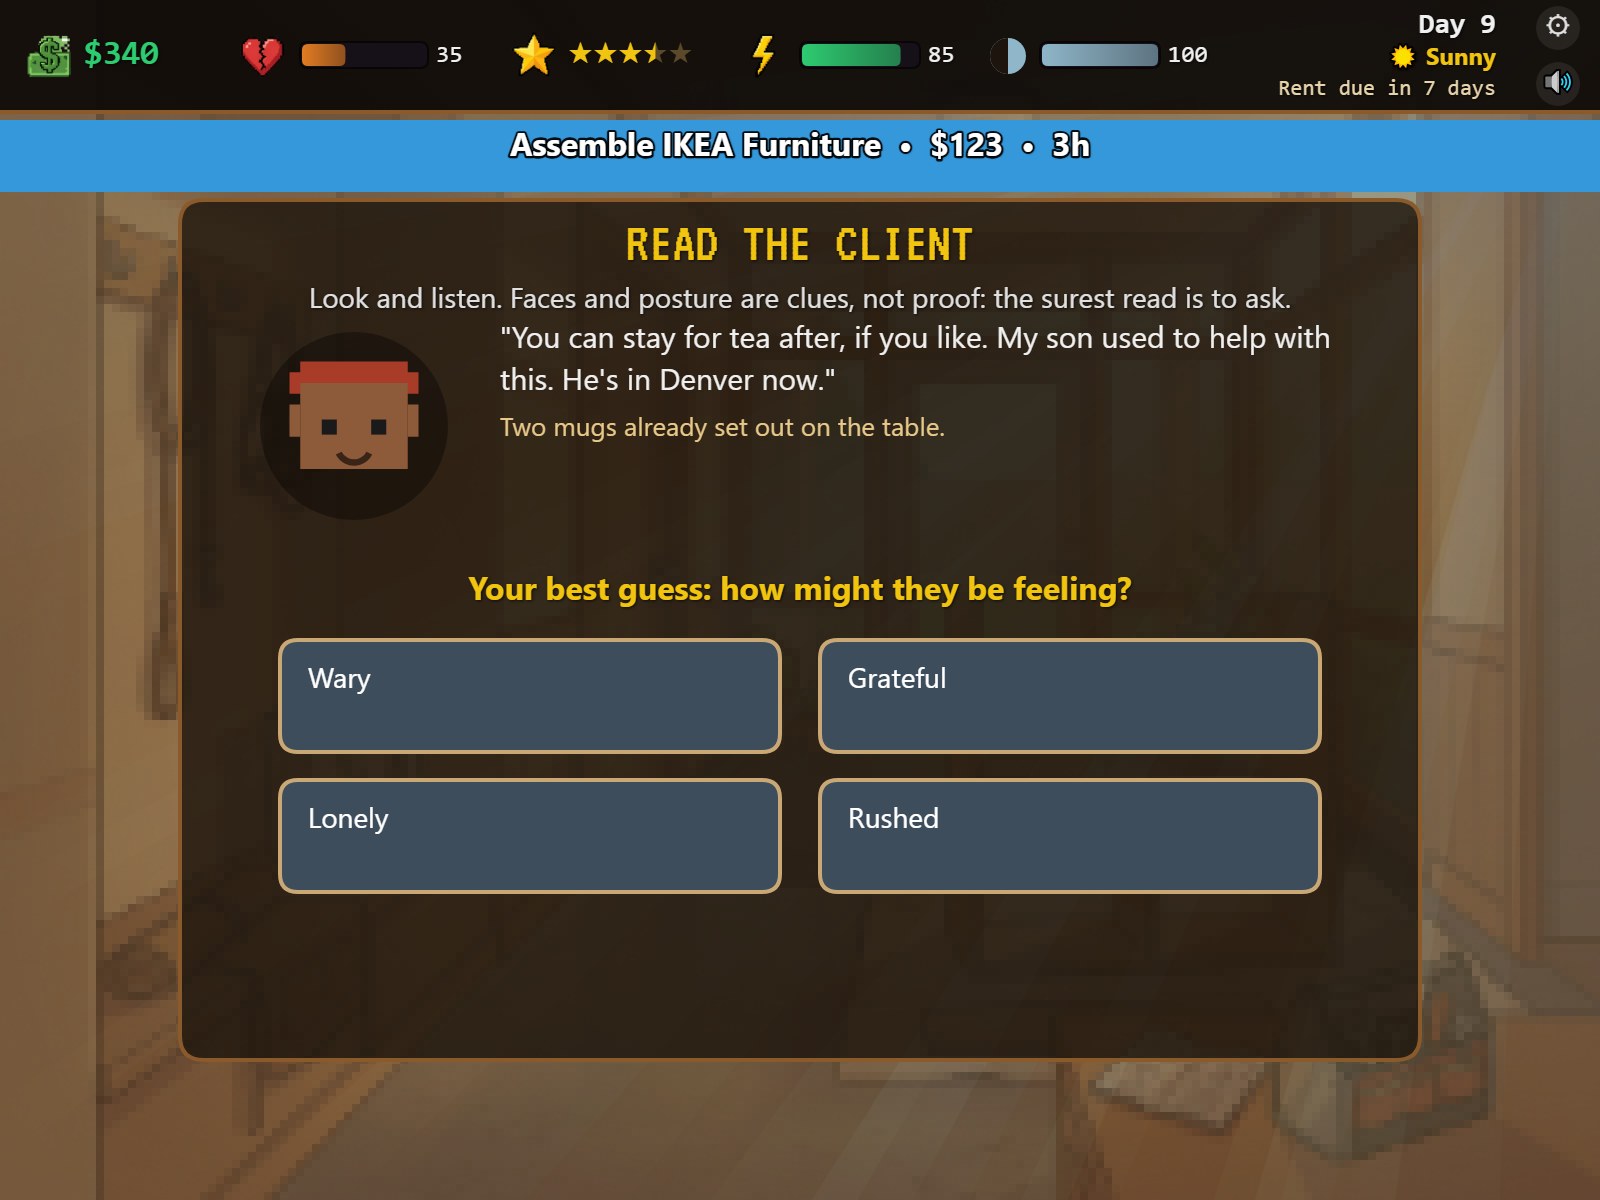 $340
35
85
100
Day 9
Sunny
Rent due in 7 days
Assemble IKEA Furniture • $123 • 3h
READ THE CLIENT
Look and listen. Faces and posture are clues, not proof: the surest read is to ask.
"You can stay for tea after, if you like. My son used to help with
this. He's in Denver now."
Two mugs already set out on the table.
Your best guess: how might they be feeling?
Wary
Grateful
Lonely
Rushed